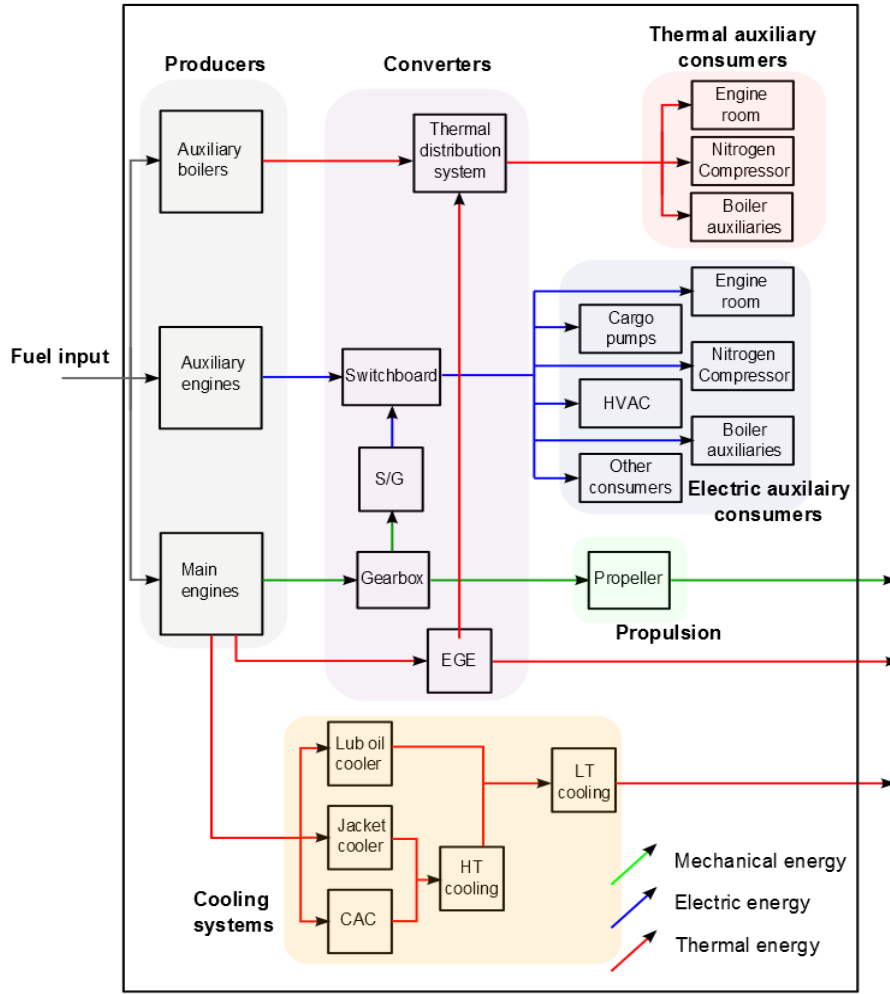 Producers
Converters
Thermal auxiliary
consumers
Auxiliary
boilers
Thermal
distribution
system
Engine
room
Nitrogen
Compressor
Boiler
auxiliaries
Fuel input
Auxiliary
engines
Switchboard
Engine
room
Cargo
pumps
Nitrogen
Compressor
HVAC
Boiler
auxiliaries
Other
consumers
Electric auxilairy
consumers
S/G
Main
engines
Gearbox
Propeller
Propulsion
EGE
Lub oil
cooler
LT
cooling
Jacket
cooler
HT
cooling
CAC
Cooling
systems
Mechanical energy
Electric energy
Thermal energy